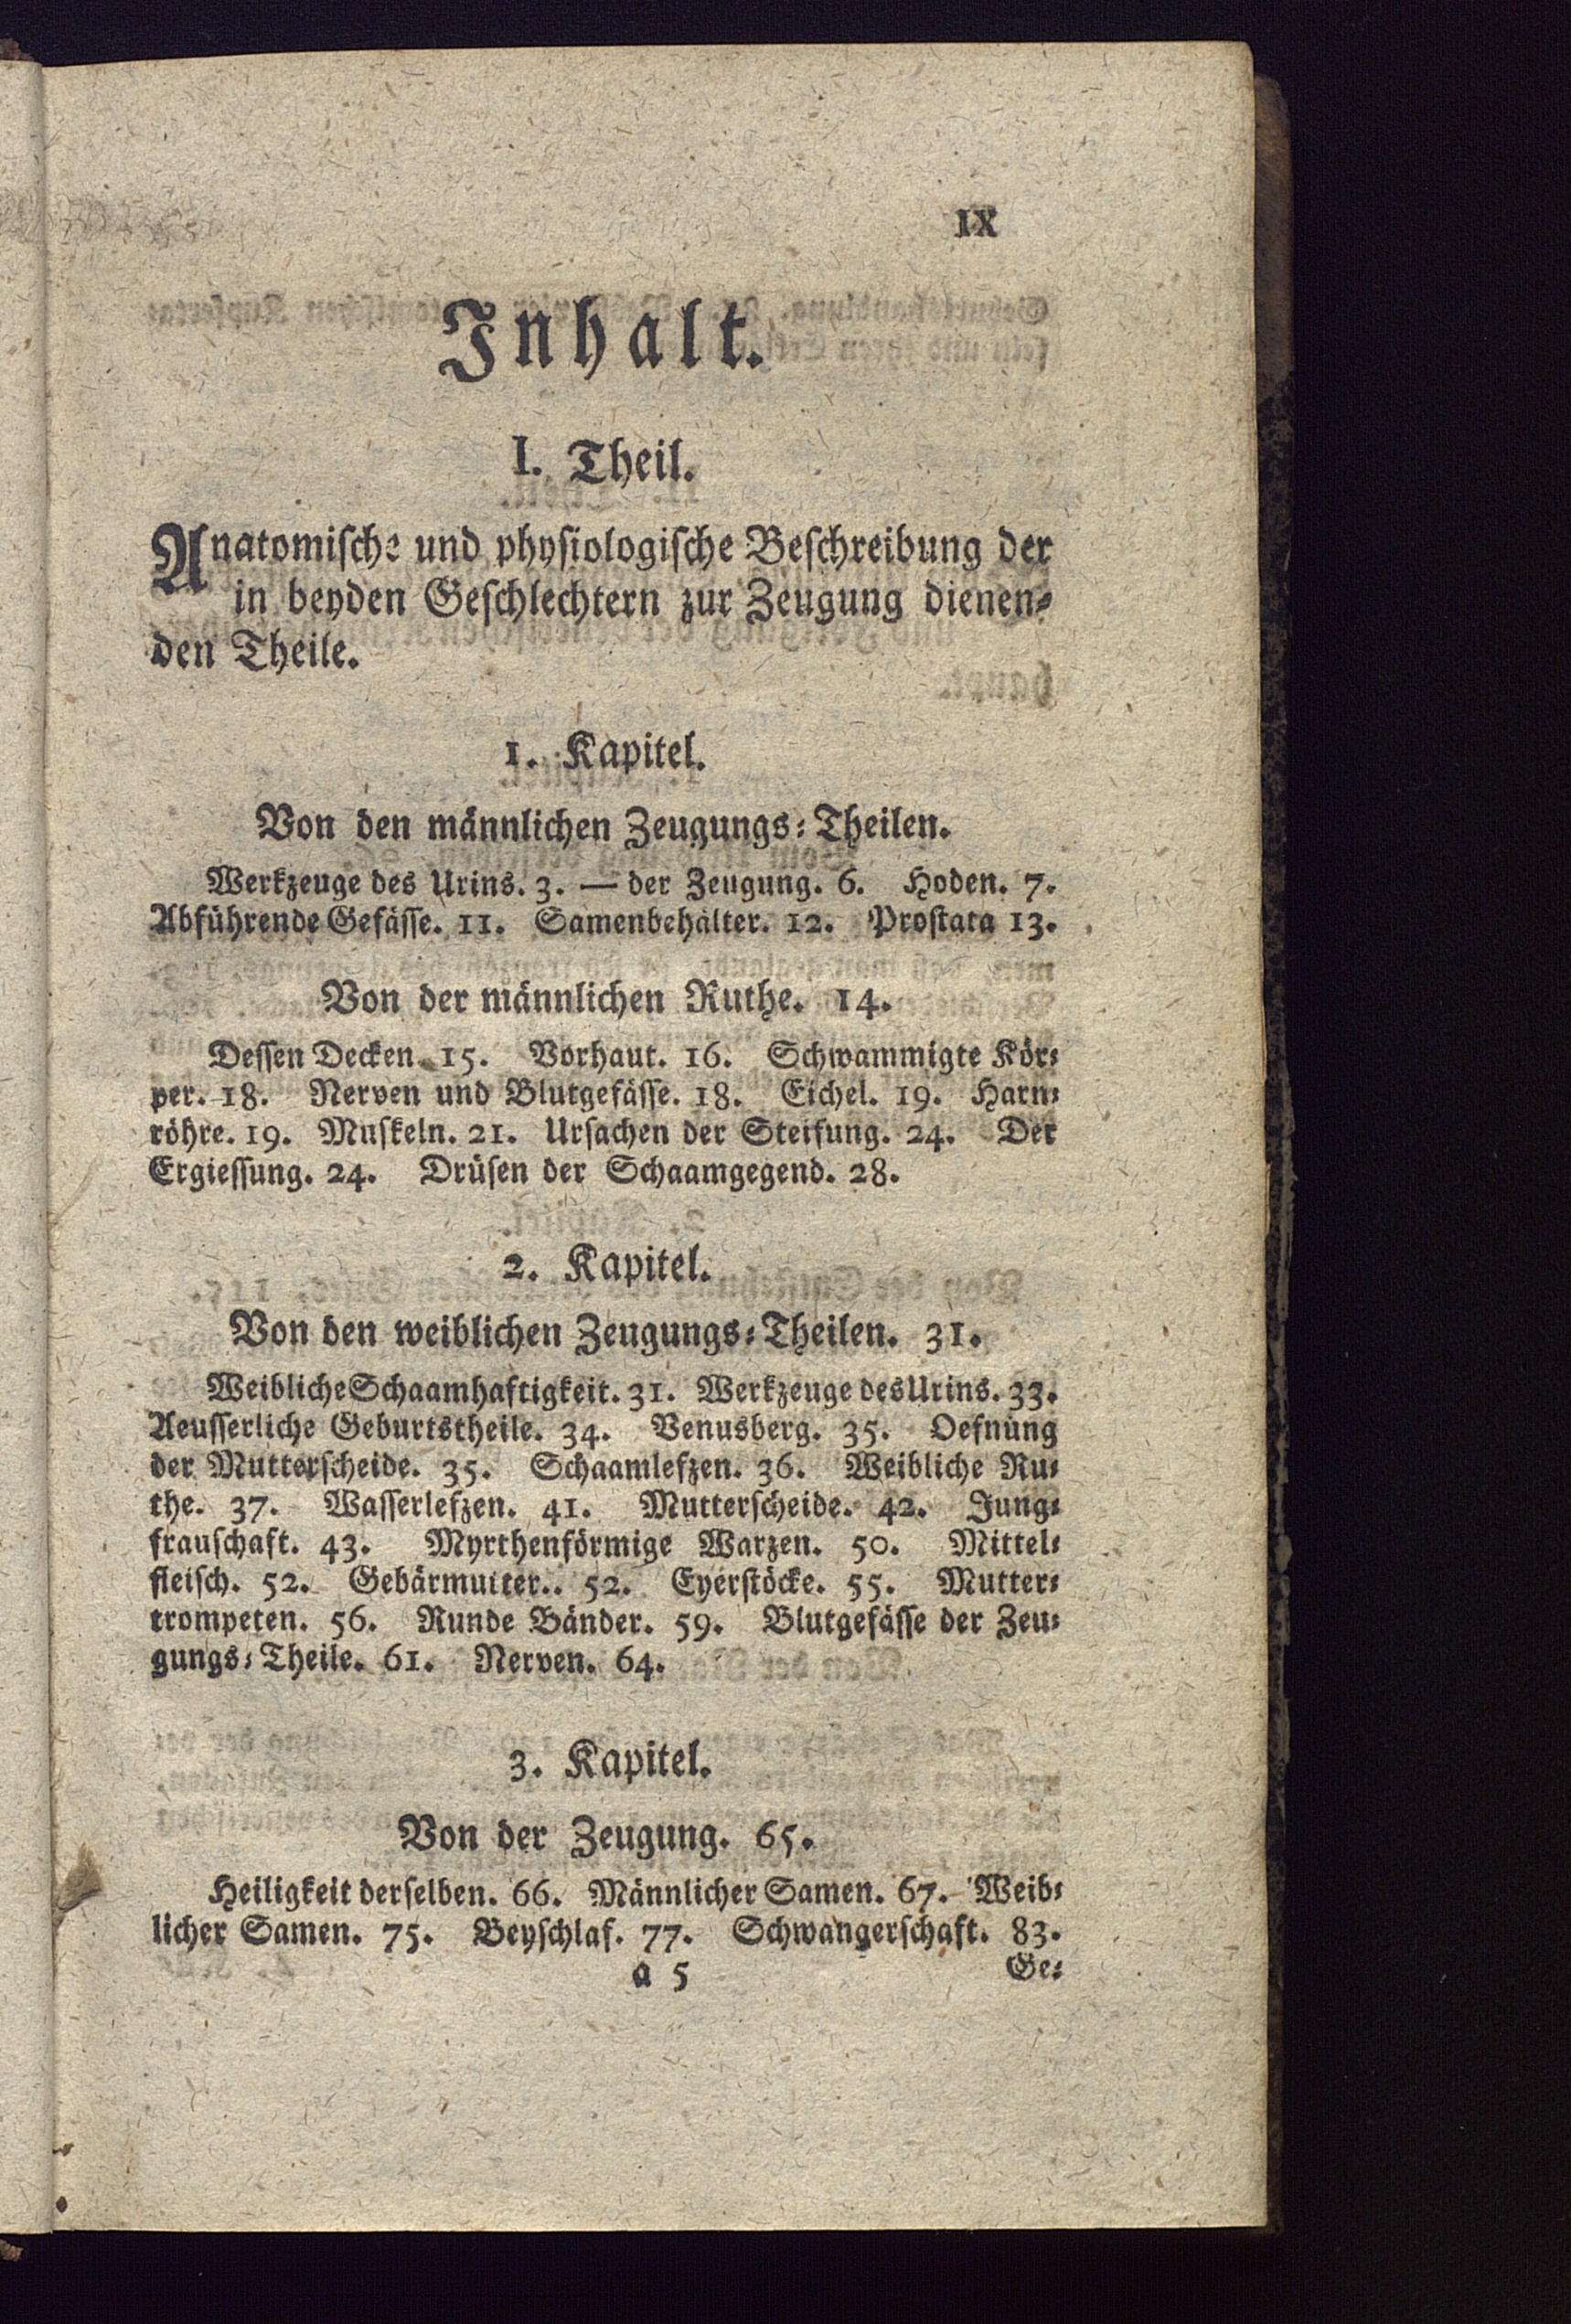 IX
Inhalt.
I. Theil.
Anatomische und physiologische Beschreibung der
in beyden Geschlechtern zur Zeugung dienen-
den Theile.
1. Kapitel.
Von den männlichen Zeugungs-Theilen.
Werkzeuge des Urins. 3. — der Zeugung. 6. Hoden. 7.
Abführende Gefässe. 11. Samenbehälter. 12. Prostata 13.
Von der männlichen Ruthe. 14.
Dessen Decken 15. Vorhaut. 16. Schwammigte Kör-
per. 18. Nerven und Blutgefässe. 18. Eichel. 19. Harn-
röhre. 19. Muskeln. 21. Ursachen der Steifung. 24. Der
Ergiessung. 24. Drüsen der Schaamgegend. 28.
2. Kapitel.
Von den weiblichen Zeugungs-Theilen. 31.
Weibliche Schaamhaftigkeit. 31. Werkzeuge des Urins. 33.
Aeusserliche Geburtstheile. 34. Venusberg. 35. Oefnung
der Mutterscheide. 35. Schaamlefzen. 36. Weibliche Ru-
the. 37. Wasserlefzen. 41. Mutterscheide. 42. Jung-
frauschaft. 43. Myrthenförmige Warzen. 50. Mittel-
fleisch. 52. Gebärmutter.. 52. Eyerstöcke. 55. Mutter-
trompeten. 56. Runde Bänder. 59. Blutgefässe der Zeu-
gungs-Theile. 61. Nerven. 64.
3. Kapitel.
Von der Zeugung. 65.
Heiligkeit derselben. 66. Männlicher Samen. 67. Weib-
licher Samen. 75. Beyschlaf. 77. Schwangerschaft. 83.
a 5 Ge-